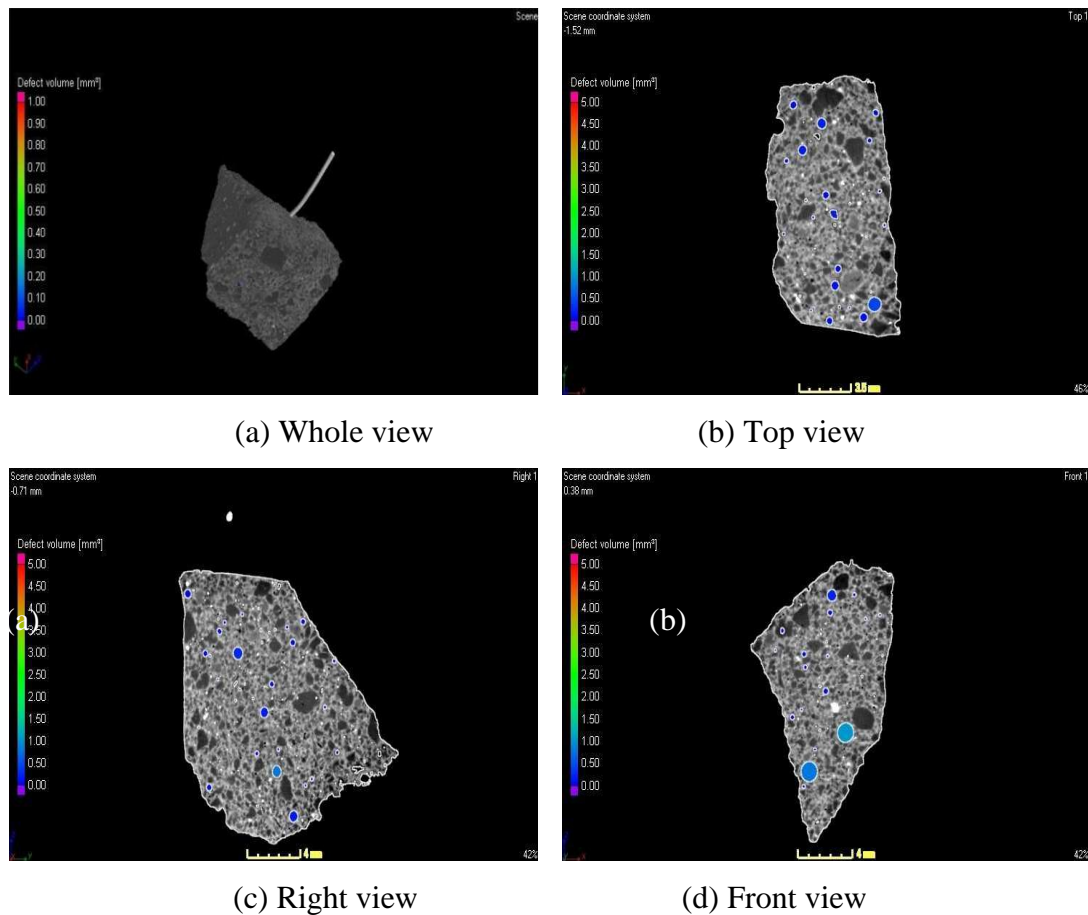 Scene
Defect volume [mm³]
1.00
0.90
0.80
0.70
0.60
0.50
0.40
0.30
0.20
0.10
0.00
Scene coordinate system
-1.52 mm
Top 1
Defect volume [mm³]
5.00
4.50
4.00
3.50
3.00
2.50
2.00
1.50
1.00
0.50
0.00
3.5 mm
46%
(a) Whole view
(b) Top view
Scene coordinate system
-0.71 mm
Right 1
Defect volume [mm³]
5.00
4.50
4.00
3.50
3.00
2.50
2.00
1.50
1.00
0.50
0.00
(a)
4 mm
42%
Scene coordinate system
0.38 mm
Front 1
Defect volume [mm³]
5.00
4.50
4.00
3.50
3.00
2.50
2.00
1.50
1.00
0.50
0.00
(b)
4 mm
42%
(c) Right view
(d) Front view